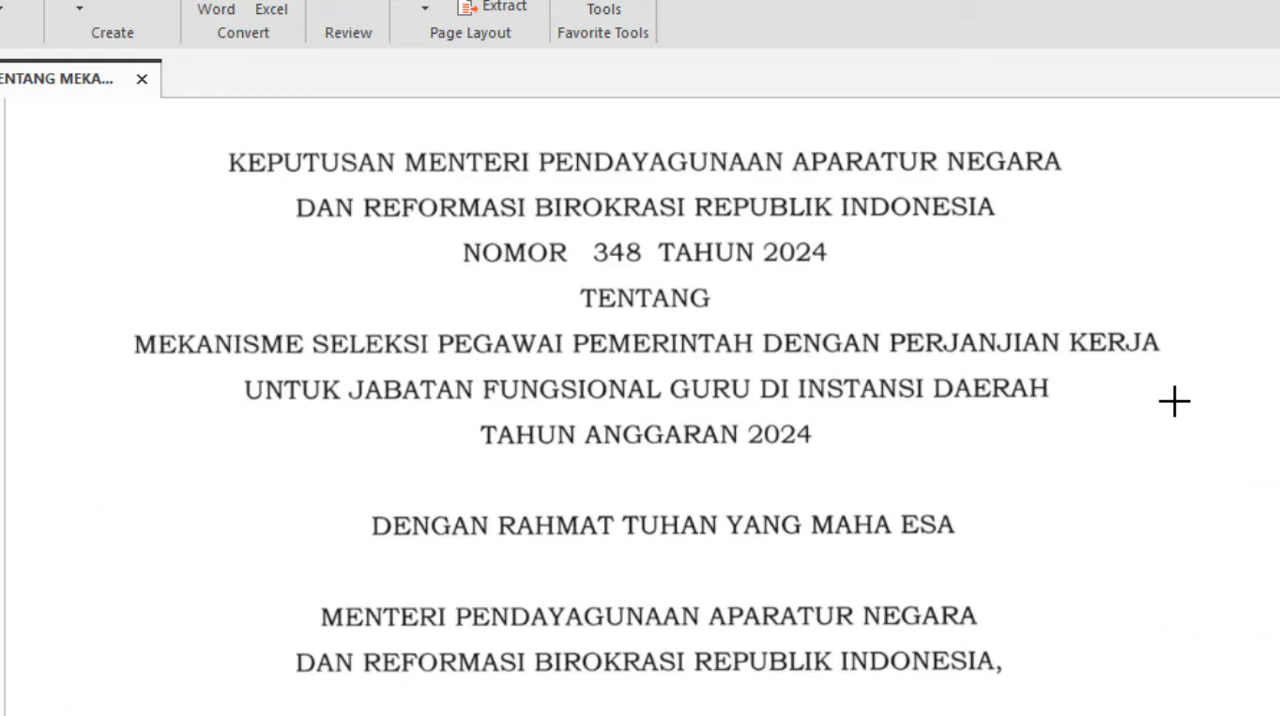 Word Excel
Extract
Tools
Create
Convert
Review
Page Layout
Favorite Tools
ENTANG MEKA...
KEPUTUSAN MENTERI PENDAYAGUNAAN APARATUR NEGARA
DAN REFORMASI BIROKRASI REPUBLIK INDONESIA
NOMOR 348 TAHUN 2024
TENTANG
MEKANISME SELEKSI PEGAWAI PEMERINTAH DENGAN PERJANJIAN KERJA
UNTUK JABATAN FUNGSIONAL GURU DI INSTANSI DAERAH
TAHUN ANGGARAN 2024
DENGAN RAHMAT TUHAN YANG MAHA ESA
MENTERI PENDAYAGUNAAN APARATUR NEGARA
DAN REFORMASI BIROKRASI REPUBLIK INDONESIA,